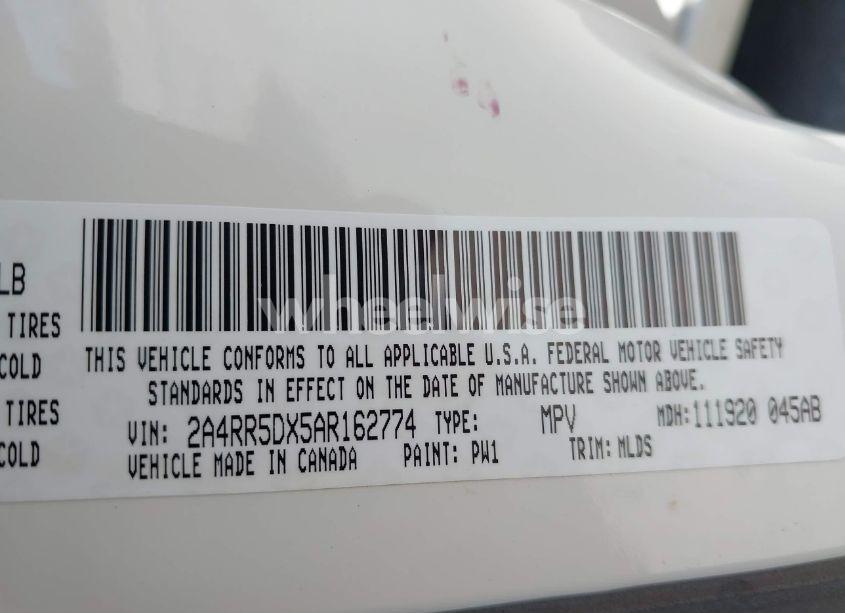 LB
TIRES
COLD
TIRES
COLD
wheelwise
THIS VEHICLE CONFORMS TO ALL APPLICABLE U.S.A. FEDERAL MOTOR VEHICLE SAFETY
STANDARDS IN EFFECT ON THE DATE OF MANUFACTURE SHOWN ABOVE.
VIN: 2A4RR5DX5AR162774 TYPE: MPV MDH: 111920 045AB
VEHICLE MADE IN CANADA PAINT: PW1 TRIM: MLDS